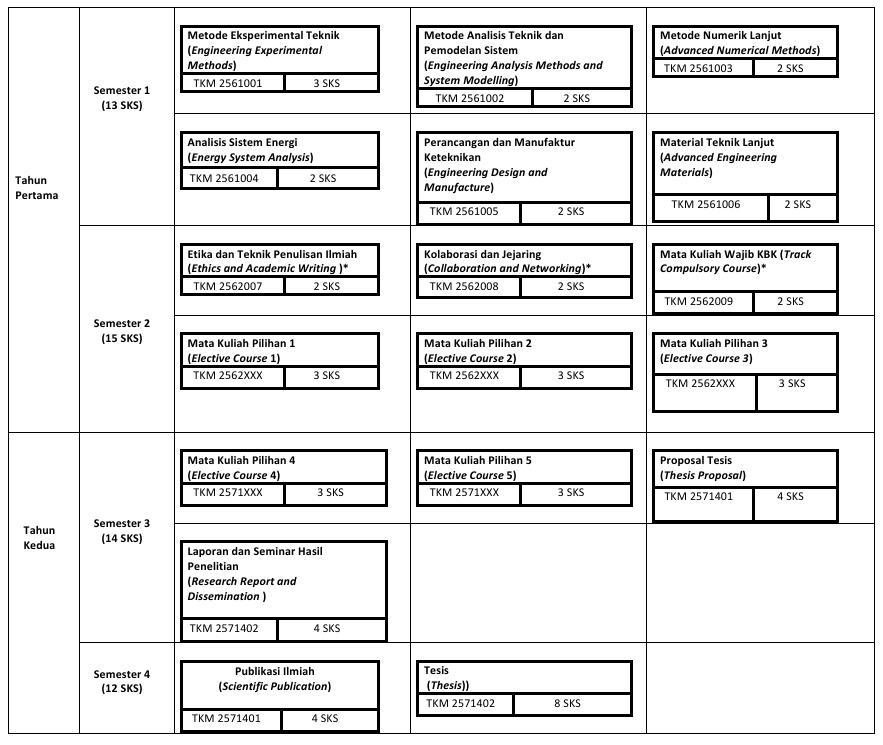 Tahun
Pertama
Semester 1
(13 SKS)
Metode Eksperimental Teknik
(Engineering Experimental
Methods)
TKM 2561001 3 SKS
Metode Analisis Teknik dan
Pemodelan Sistem
(Engineering Analysis Methods and
System Modelling)
TKM 2561002 2 SKS
Metode Numerik Lanjut
(Advanced Numerical Methods)
TKM 2561003 2 SKS
Analisis Sistem Energi
(Energy System Analysis)
TKM 2561004 2 SKS
Perancangan dan Manufaktur
Keteknikan
(Engineering Design and
Manufacture)
TKM 2561005 2 SKS
Material Teknik Lanjut
(Advanced Engineering
Materials)
TKM 2561006 2 SKS
Semester 2
(15 SKS)
Etika dan Teknik Penulisan Ilmiah
(Ethics and Academic Writing )*
TKM 2562007 2 SKS
Kolaborasi dan Jejaring
(Collaboration and Networking)*
TKM 2562008 2 SKS
Mata Kuliah Wajib KBK (Track
Compulsory Course)*
TKM 2562009 2 SKS
Mata Kuliah Pilihan 1
(Elective Course 1)
TKM 2562XXX 3 SKS
Mata Kuliah Pilihan 2
(Elective Course 2)
TKM 2562XXX 3 SKS
Mata Kuliah Pilihan 3
(Elective Course 3)
TKM 2562XXX 3 SKS
Tahun
Kedua
Semester 3
(14 SKS)
Mata Kuliah Pilihan 4
(Elective Course 4)
TKM 2571XXX 3 SKS
Mata Kuliah Pilihan 5
(Elective Course 5)
TKM 2571XXX 3 SKS
Proposal Tesis
(Thesis Proposal)
TKM 2571401 4 SKS
Laporan dan Seminar Hasil
Penelitian
(Research Report and
Dissemination )
TKM 2571402 4 SKS
Semester 4
(12 SKS)
Publikasi Ilmiah
(Scientific Publication)
TKM 2571401 4 SKS
Tesis
(Thesis))
TKM 2571402 8 SKS